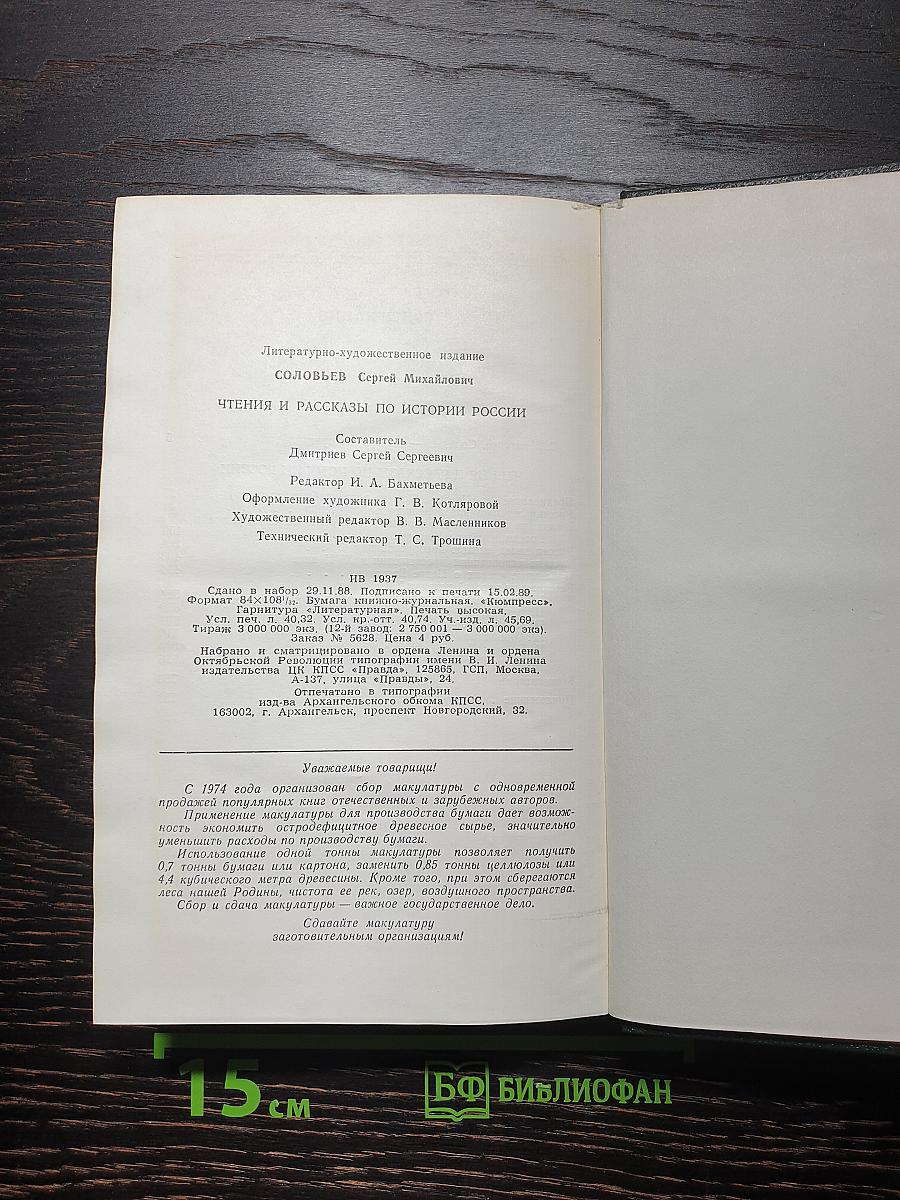 Литературно-художественное издание
СОЛОВЬЕВ Сергей Михайлович
ЧТЕНИЯ И РАССКАЗЫ ПО ИСТОРИИ РОССИИ
Составитель
Дмитриев Сергей Сергеевич
Редактор И. А. Бахметьева
Оформление художника Г. В. Котляровой
Художественный редактор В. В. Масленников
Технический редактор Т. С. Трошина
ИВ 1937
Сдано в набор 29.11.88. Подписано к печати 15.02.89.
Формат 84×108¹/₃₂. Бумага книжно-журнальная. «Кюмпресс».
Гарнитура «Литературная». Печать высокая.
Усл. печ. л. 40,32. Усл. кр.-отт. 40,74. Уч.-изд. л. 45,69.
Тираж 3 000 000 экз. (12-й завод: 2 750 001 — 3 000 000 экз).
Заказ № 5628. Цена 4 руб.
Набрано и сматрицировано в ордена Ленина и ордена
Октябрьской Революции типографии имени В. И. Ленина
издательства ЦК КПСС «Правда», 125865, ГСП, Москва,
А-137, улица «Правды», 24.
Отпечатано в типографии
изд-ва Архангельского обкома КПСС,
163002, г. Архангельск, проспект Новгородский, 32.
Уважаемые товарищи!
С 1974 года организован сбор макулатуры с одновременной
продажей популярных книг отечественных и зарубежных авторов.
Применение макулатуры для производства бумаги дает возмож-
ность экономить остродефицитное древесное сырье, значительно
уменьшить расходы по производству бумаги.
Использование одной тонны макулатуры позволяет получить
0,7 тонны бумаги или картона, заменить 0,85 тонны целлюлозы или
4,4 кубического метра древесины. Кроме того, при этом сберегаются
леса нашей Родины, чистота ее рек, озер, воздушного пространства.
Сбор и сдача макулатуры — важное государственное дело.
Сдавайте макулатуру
заготовительным организациям!
15 см
БФ БИБЛИОФАН